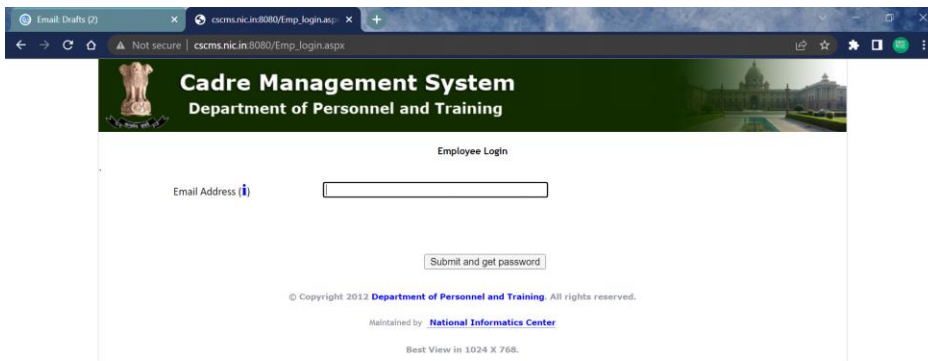 Email: Drafts (2)
cscms.nic.in:8080/Emp_login.asp
Not secure | cscms.nic.in:8080/Emp_login.aspx
Cadre Management System
Department of Personnel and Training
Employee Login
.
Email Address (i)
Submit and get password
© Copyright 2012 Department of Personnel and Training. All rights reserved.
Maintained by National Informatics Center
Best View in 1024 X 768.